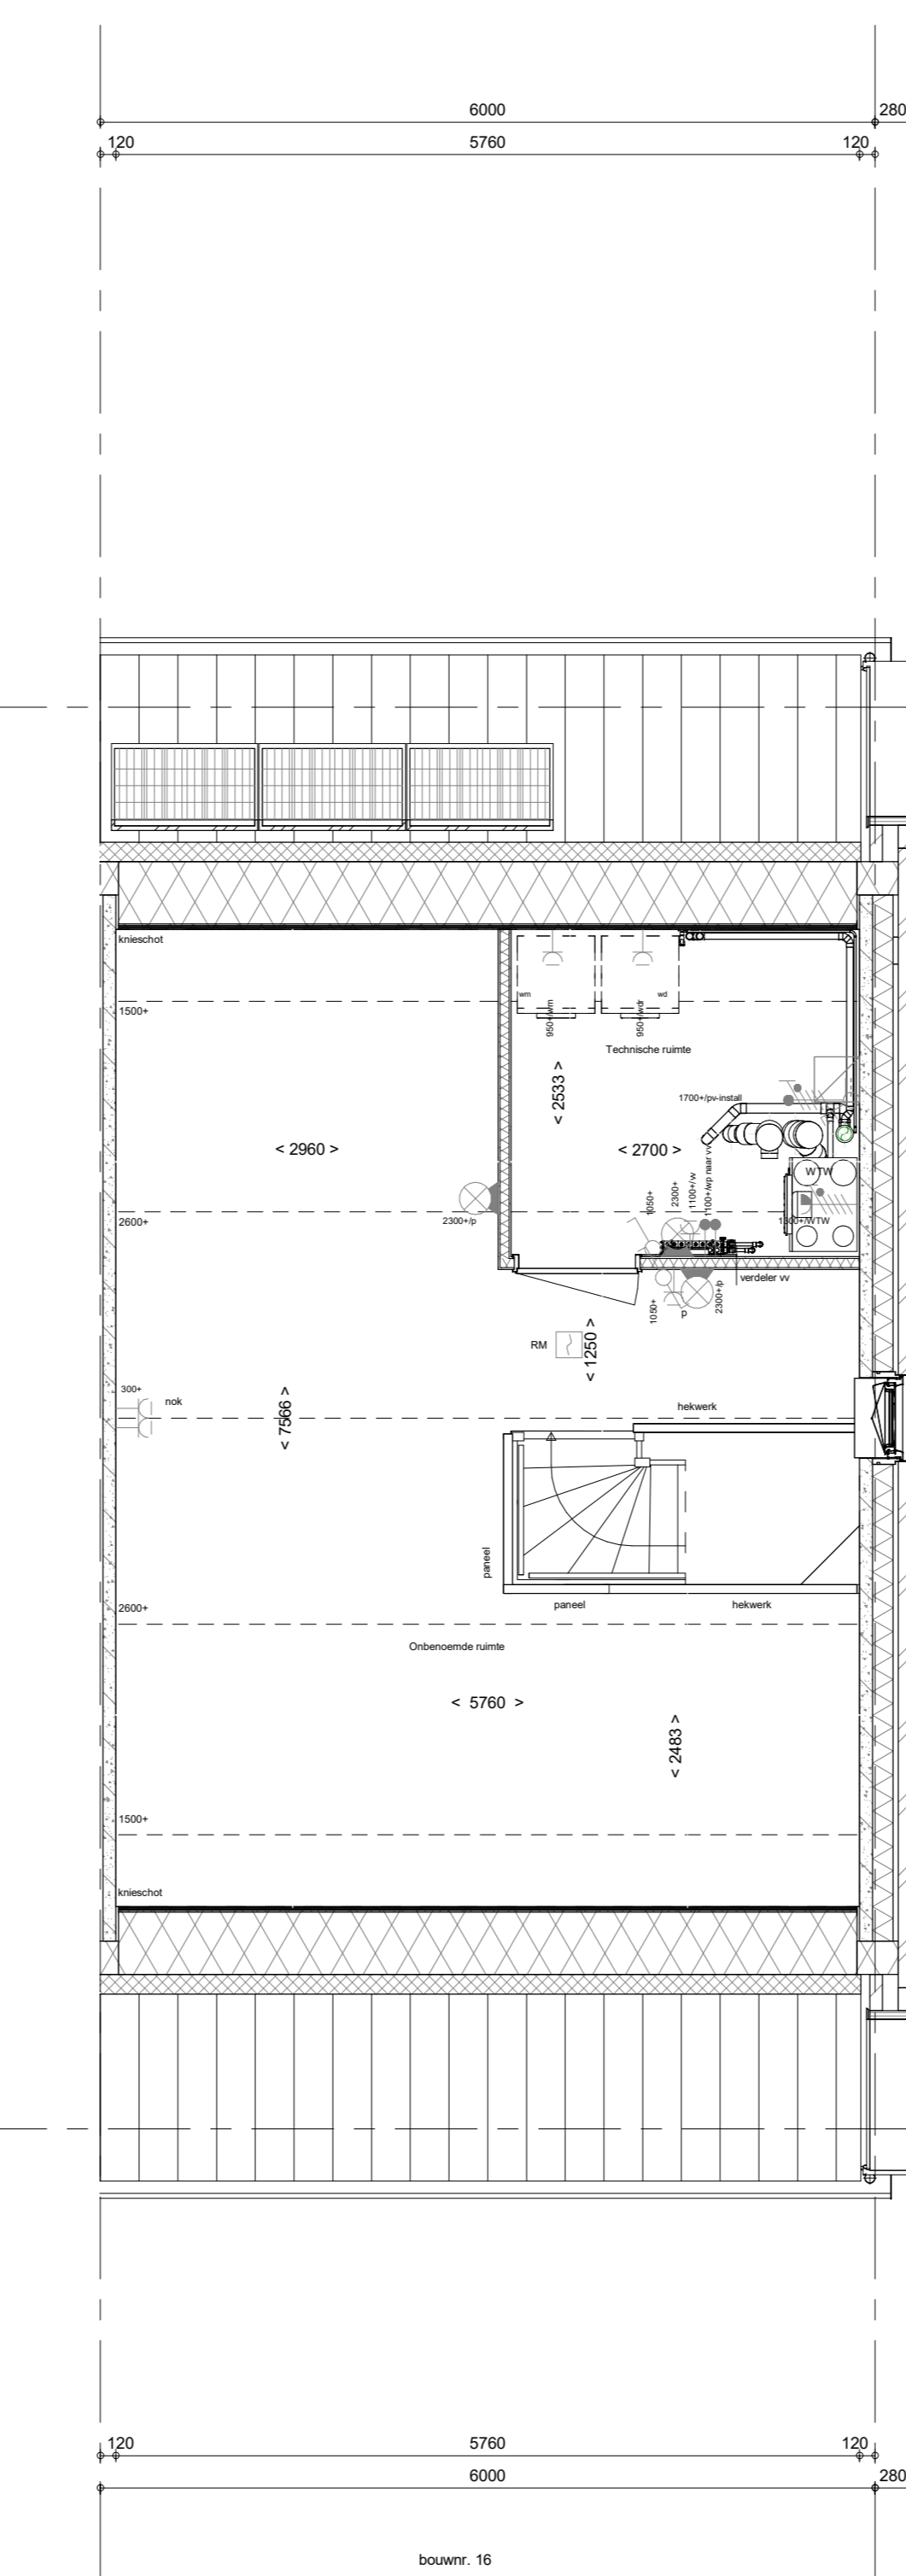 6000
280
120
5760
120
knieschot
1500+
wm
wd
950+/wm
950+/wdr
Technische ruimte
< 2533 >
1700+/pv-install
< 2960 >
< 2700 >
WTW
2300+/p
2600+
1050+
2300+
1100+/w
1100+/wp naar vv
verdeler vv
1050+
p
2300+/p
RM
< 1250 >
300+
nok
< 7566 >
hekwerk
paneel
paneel
hekwerk
2600+
Onbenoemde ruimte
< 5760 >
< 2483 >
1500+
knieschot
120
5760
120
6000
280
bouwnr. 16